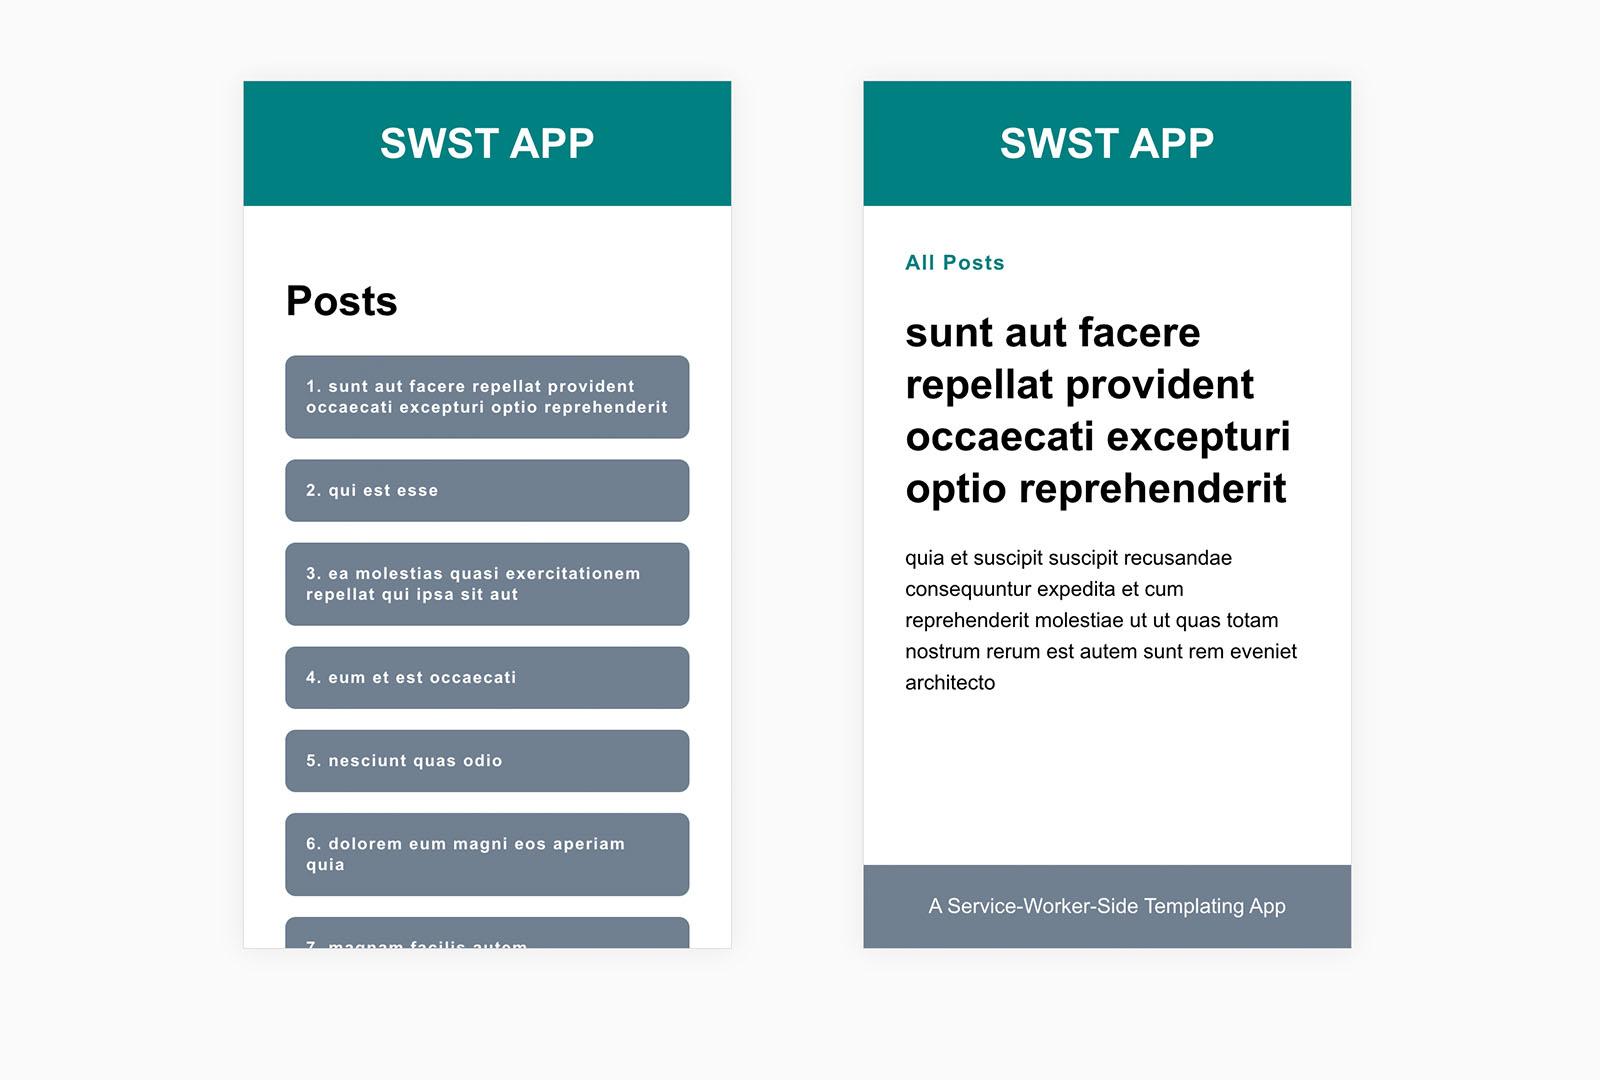 SWST APP
Posts
1. sunt aut facere repellat provident
occaecati excepturi optio reprehenderit
2. qui est esse
3. ea molestias quasi exercitationem
repellat qui ipsa sit aut
4. eum et est occaecati
5. nesciunt quas odio
6. dolorem eum magni eos aperiam
quia
7. magnam facilis autem
SWST APP
All Posts
sunt aut facere
repellat provident
occaecati excepturi
optio reprehenderit
quia et suscipit suscipit recusandae
consequuntur expedita et cum
reprehenderit molestiae ut ut quas totam
nostrum rerum est autem sunt rem eveniet
architecto
A Service-Worker-Side Templating App